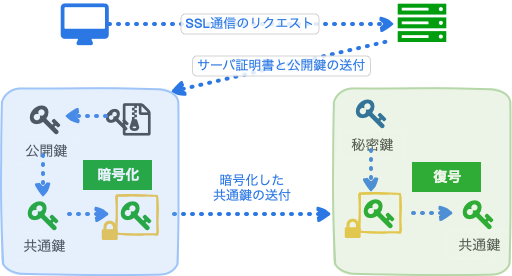 SSL通信のリクエスト
サーバ証明書と公開鍵の送付
公開鍵
暗号化
共通鍵
暗号化した
共通鍵の送付
秘密鍵
復号
共通鍵